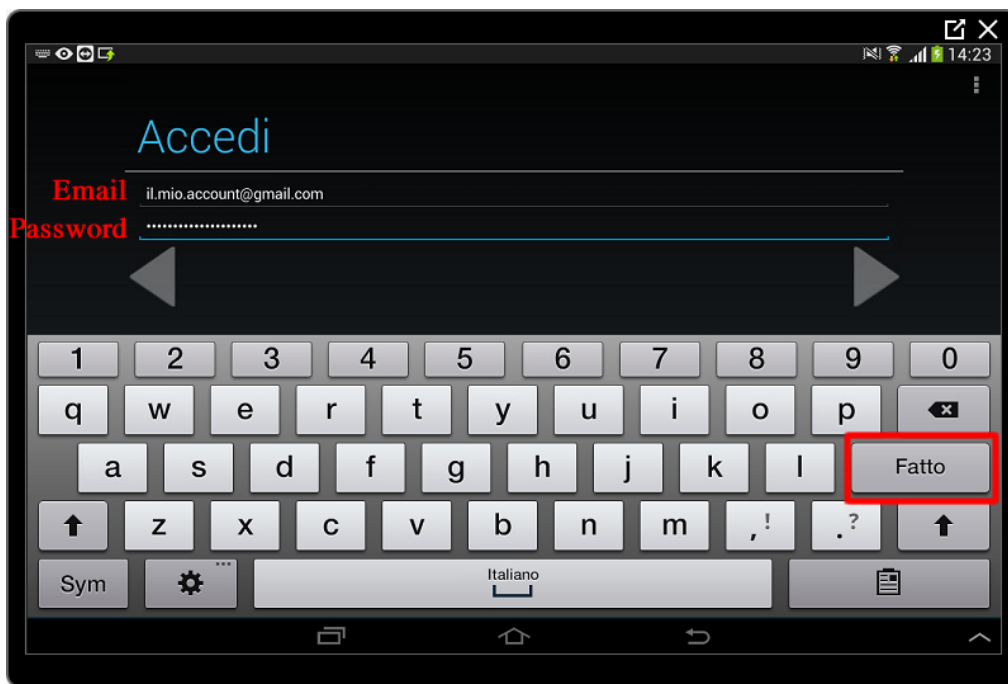 14:23
Accedi
Email il.mio.account@gmail.com
Password •••••••••••••••••••••
1 2 3 4 5 6 7 8 9 0
q w e r t y u i o p
a s d f g h j k l Fatto
z x c v b n m , ! . ?
Sym ... Italiano